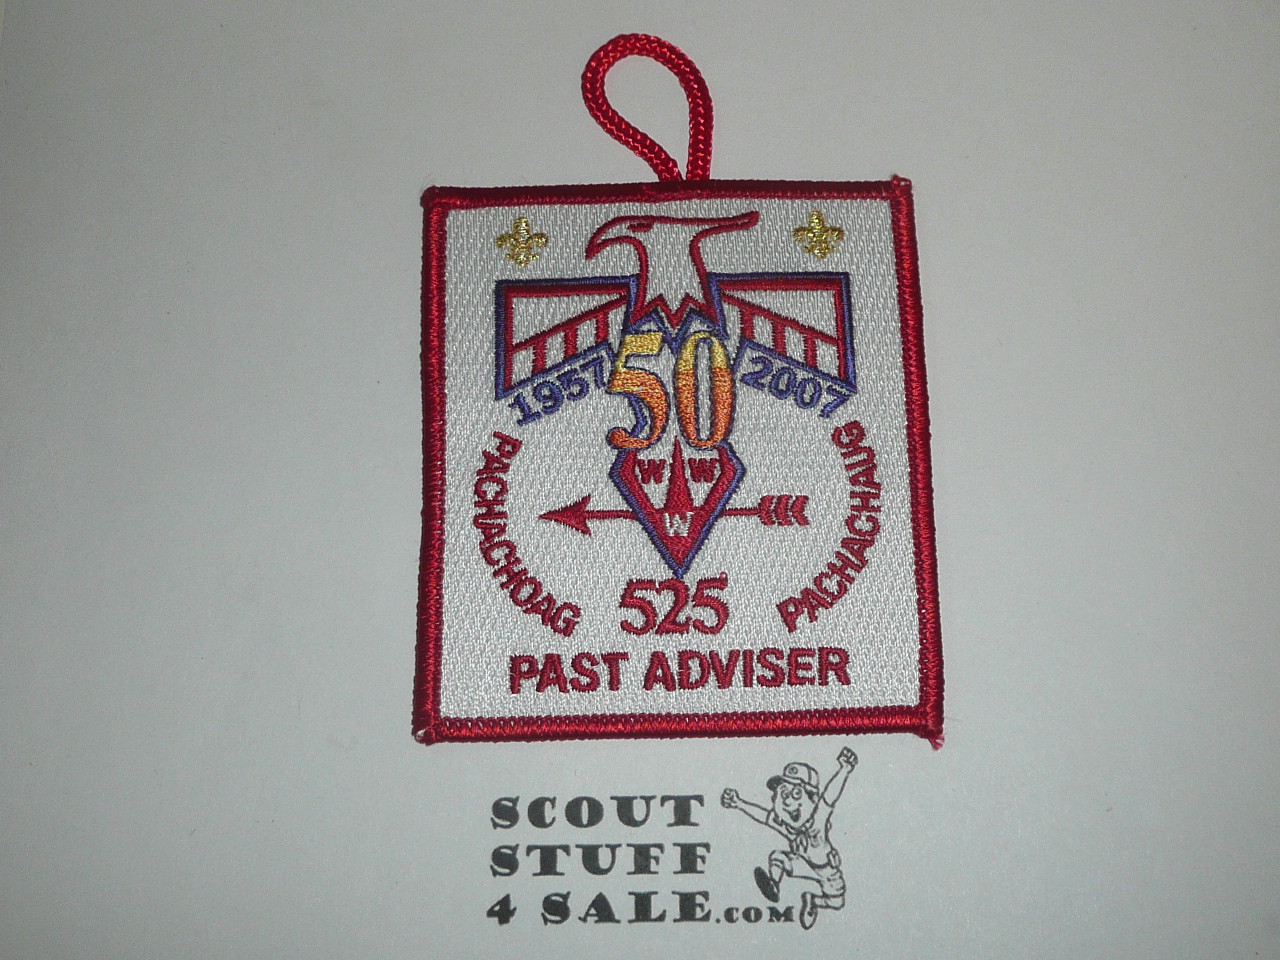 1957 50 2007
W W
W
PACHACHOAG
PACHACHAUG
525
PAST ADVISER
SCOUT
STUFF
4 SALE.COM